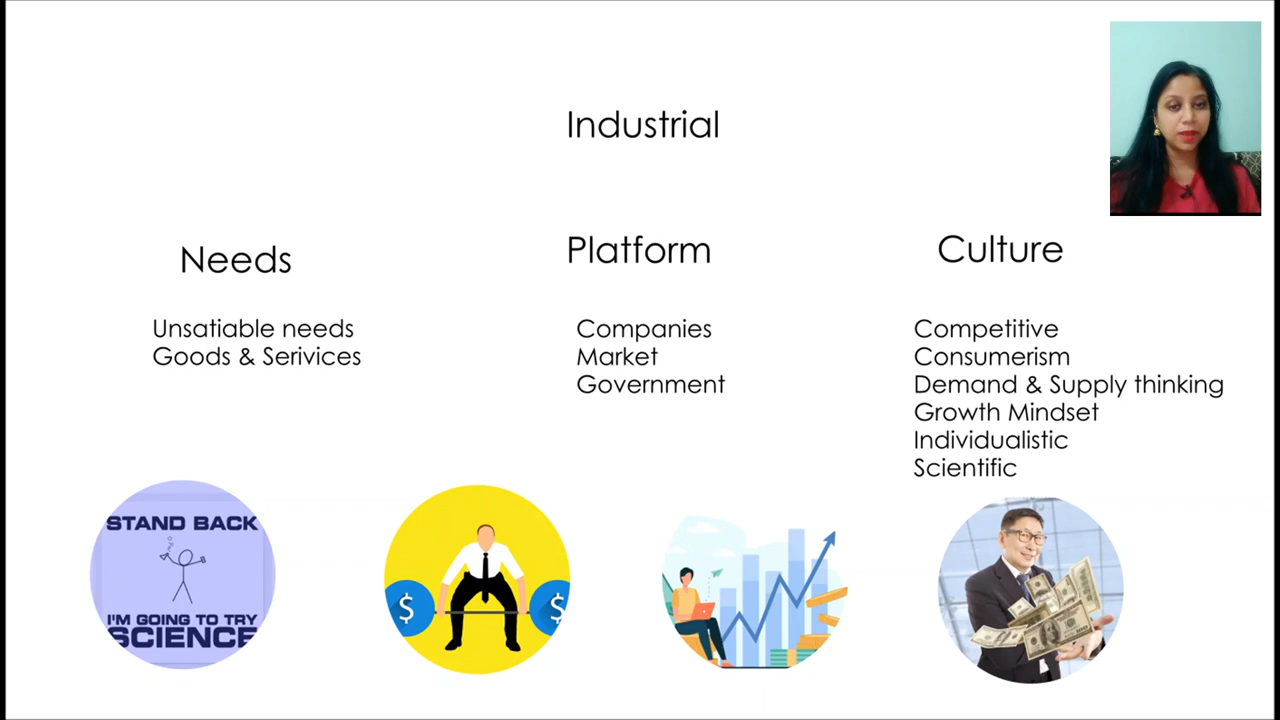 Industrial
Needs
Unsatiable needs
Goods & Serivices
Platform
Companies
Market
Government
Culture
Competitive
Consumerism
Demand & Supply thinking
Growth Mindset
Individualistic
Scientific
STAND BACK
I'M GOING TO TRY
SCIENCE
$ $